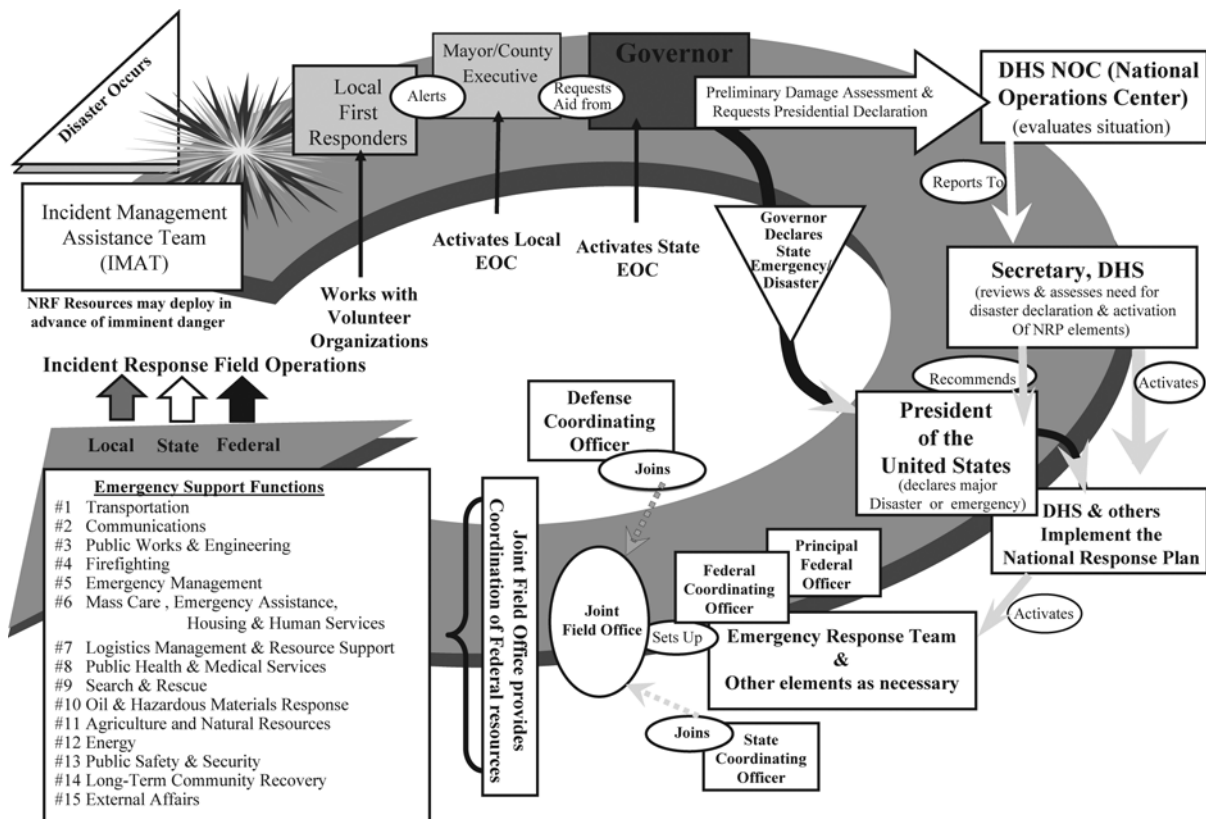 Disaster Occurs
Local
First
Responders
Alerts
Mayor/County
Executive
Requests
Aid from
Governor
Preliminary Damage Assessment &
Requests Presidential Declaration
DHS NOC (National
Operations Center)
(evaluates situation)
Reports To
Incident Management
Assistance Team
(IMAT)
NRF Resources may deploy in
advance of imminent danger
Works with
Volunteer
Organizations
Activates Local
EOC
Activates State
EOC
Governor
Declares
State
Emergency/
Disaster
Secretary, DHS
(reviews & assesses need for
disaster declaration & activation
Of NRP elements)
Recommends
Activates
President
of the
United States
(declares major
Disaster or emergency)
DHS & others
Implement the
National Response Plan
Activates
Defense
Coordinating
Officer
Joins
Principal
Federal
Officer
Federal
Coordinating
Officer
Emergency Response Team
&
Other elements as necessary
Sets Up
Joint
Field Office
Joins
State
Coordinating
Officer
Joint Field Office provides
Coordination of Federal resources
Incident Response Field Operations
Local State Federal
Emergency Support Functions
#1 Transportation
#2 Communications
#3 Public Works & Engineering
#4 Firefighting
#5 Emergency Management
#6 Mass Care , Emergency Assistance,
Housing & Human Services
#7 Logistics Management & Resource Support
#8 Public Health & Medical Services
#9 Search & Rescue
#10 Oil & Hazardous Materials Response
#11 Agriculture and Natural Resources
#12 Energy
#13 Public Safety & Security
#14 Long-Term Community Recovery
#15 External Affairs